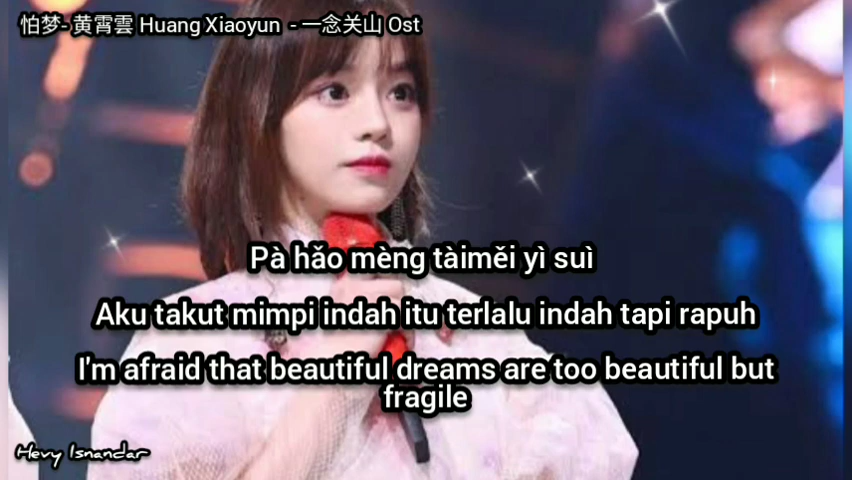 怕梦- 黄霄雲 Huang Xiaoyun - 一念关山 Ost
Pà hǎo mèng tàiměi yì suì
Aku takut mimpi indah itu terlalu indah tapi rapuh
I'm afraid that beautiful dreams are too beautiful but
fragile
Hevy Isnandar